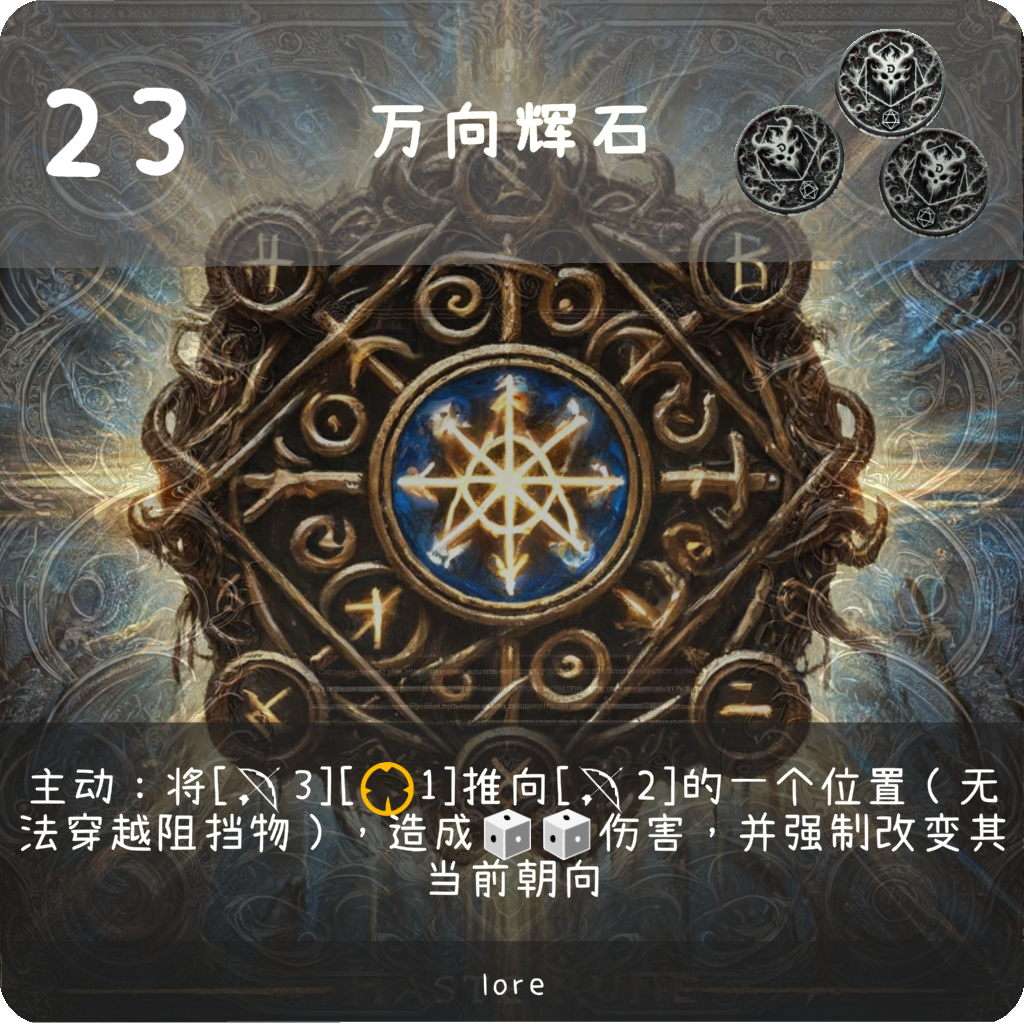 23
万向辉石
主动：将[3][1]推向[2]的一个位置（无
法穿越阻挡物），造成伤害，并强制改变其
当前朝向
lore